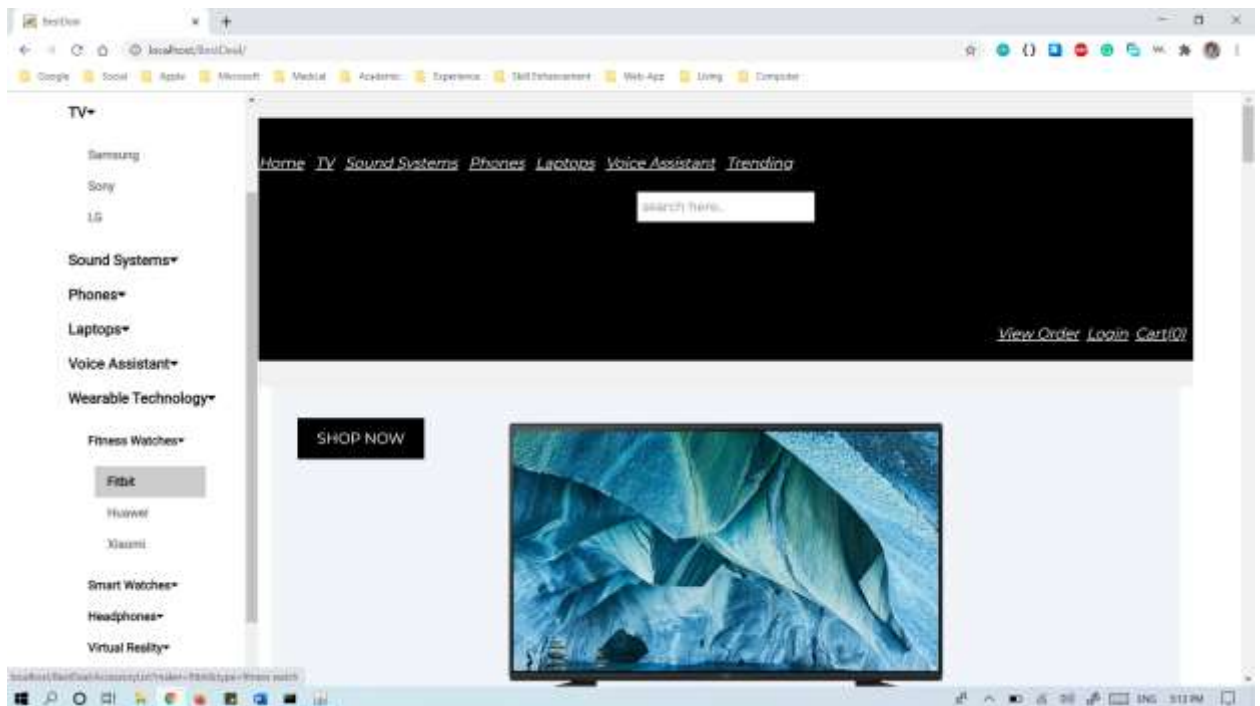 BestDeal
localhost/BestDeal/
Google Social Apple Microsoft Medical Academic Experience Skill Enhancement Web-App Living Computer
TV
Samsung
Sony
LG
Sound Systems
Phones
Laptops
Voice Assistant
Wearable Technology
Fitness Watches
Fitbit
Huawei
Xiaomi
Smart Watches
Headphones
Virtual Reality
Home TV Sound Systems Phones Laptops Voice Assistant Trending
search here..
View Order Login Cart(0)
SHOP NOW
ENG 5:13 PM